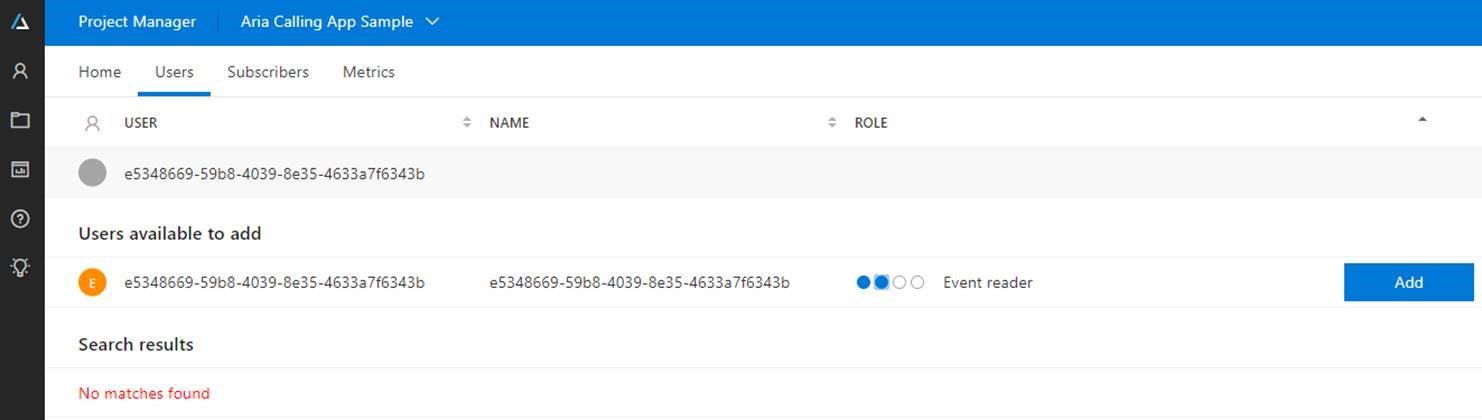 Project Manager Aria Calling App Sample
Home Users Subscribers Metrics
USER NAME ROLE
e5348669-59b8-4039-8e35-4633a7f6343b
Users available to add
E e5348669-59b8-4039-8e35-4633a7f6343b e5348669-59b8-4039-8e35-4633a7f6343b Event reader Add
Search results
No matches found